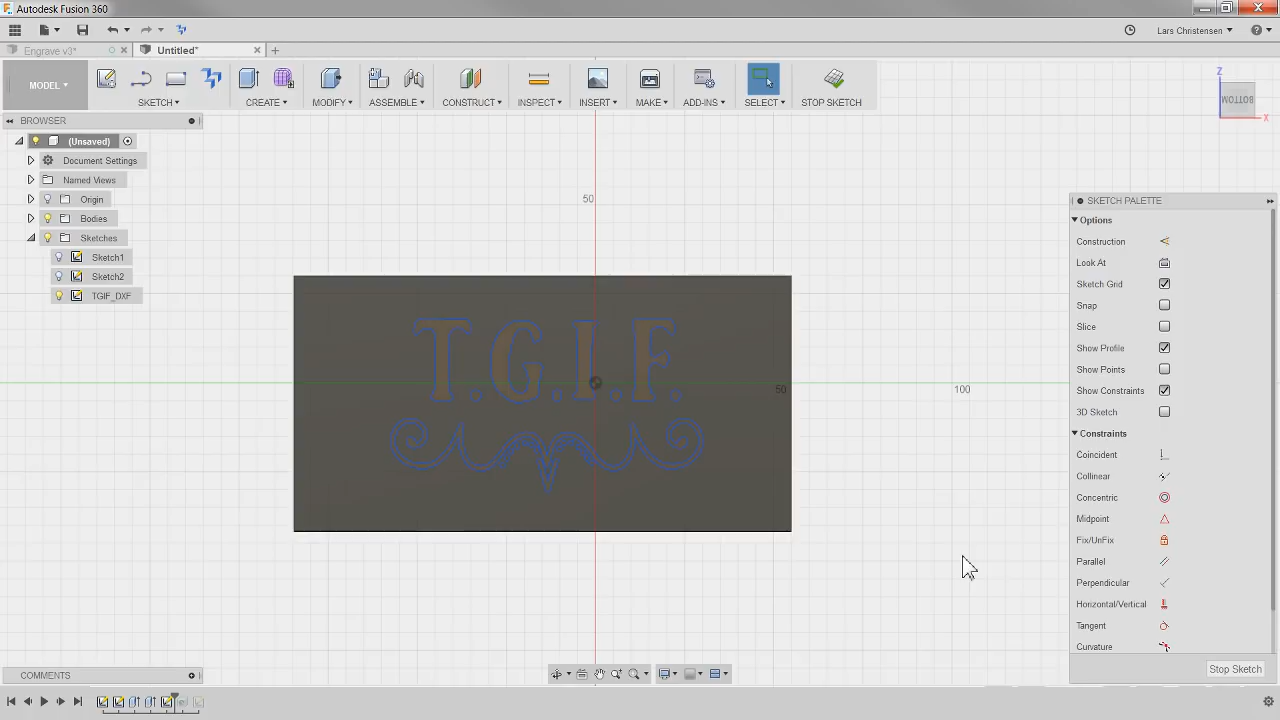 Autodesk Fusion 360
Lars Christensen
Engrave v3*
Untitled*
MODEL
SKETCH
CREATE
MODIFY
ASSEMBLE
CONSTRUCT
INSPECT
INSERT
MAKE
ADD-INS
SELECT
STOP SKETCH
BROWSER
(Unsaved)
Document Settings
Named Views
Origin
Bodies
Sketches
Sketch1
Sketch2
TGIF_DXF
Z
BOTTOM
X
50
50
100
T.G.I.F.
SKETCH PALETTE
Options
Construction
Look At
Sketch Grid
Snap
Slice
Show Profile
Show Points
Show Constraints
3D Sketch
Constraints
Coincident
Collinear
Concentric
Midpoint
Fix/UnFix
Parallel
Perpendicular
Horizontal/Vertical
Tangent
Curvature
Stop Sketch
COMMENTS